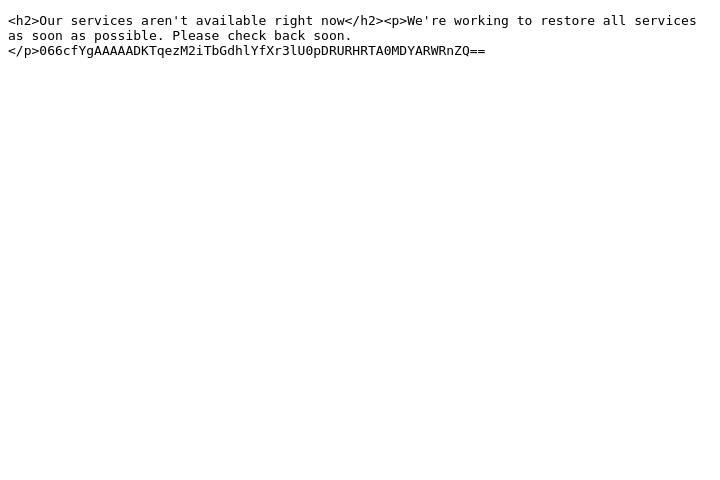 <h2>Our services aren't available right now</h2><p>We're working to restore all services
as soon as possible. Please check back soon.
</p>066cfYgAAAAADKTqezM2iTbGdhlYfXr3lU0pDRURHRTA0MDYARWRnZQ==